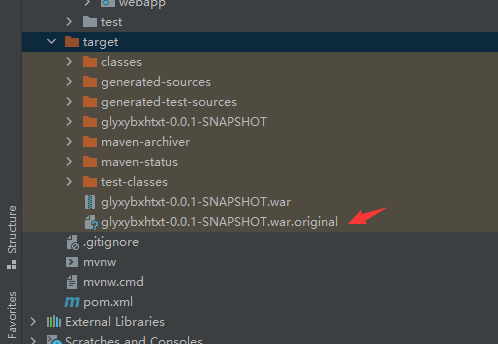 webapp
test
target
classes
generated-sources
generated-test-sources
glyxybxhtxt-0.0.1-SNAPSHOT
maven-archiver
maven-status
test-classes
glyxybxhtxt-0.0.1-SNAPSHOT.war
glyxybxhtxt-0.0.1-SNAPSHOT.war.original
.gitignore
mvnw
mvnw.cmd
pom.xml
External Libraries
Scratches and Consoles
Structure
Favorites